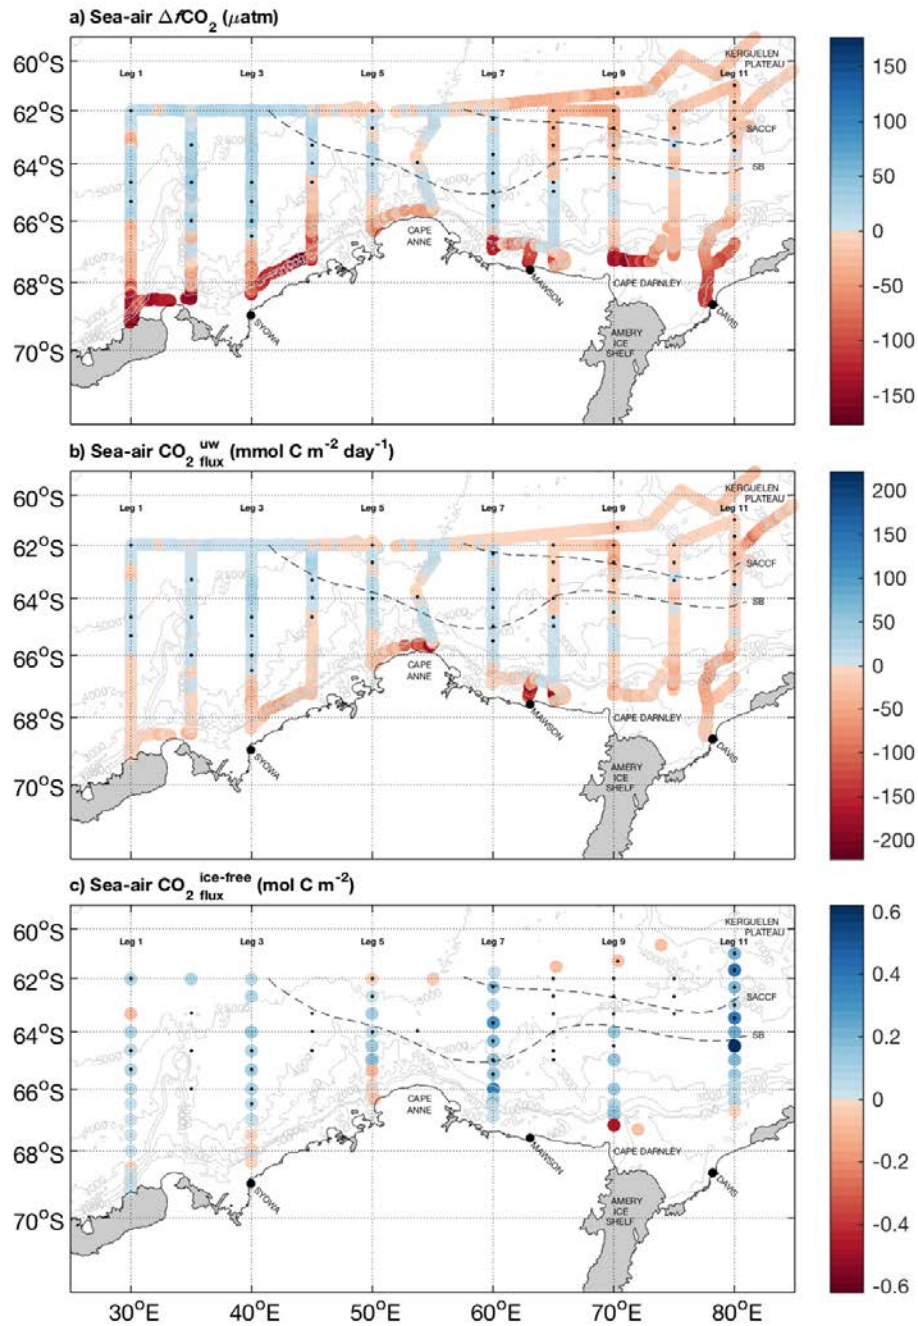 a) Sea-air ΔfCO2 (μatm)
60°S
62°S
64°S
66°S
68°S
70°S
Leg 1
Leg 3
Leg 5
Leg 7
Leg 9
Leg 11
KERGUELEN
PLATEAU
SACCF
SB
CAPE
ANNE
SYOWA
MAWSON
CAPE DARNLEY
DAVIS
AMERY
ICE
SHELF
150
100
50
0
-50
-100
-150
b) Sea-air CO2 uw flux (mmol C m-2 day-1)
60°S
62°S
64°S
66°S
68°S
70°S
Leg 1
Leg 3
Leg 5
Leg 7
Leg 9
Leg 11
KERGUELEN
PLATEAU
SACCF
SB
CAPE
ANNE
SYOWA
MAWSON
CAPE DARNLEY
DAVIS
AMERY
ICE
SHELF
200
150
100
50
0
-50
-100
-150
-200
c) Sea-air CO2 ice-free flux (mol C m-2)
60°S
62°S
64°S
66°S
68°S
70°S
Leg 1
Leg 3
Leg 5
Leg 7
Leg 9
Leg 11
KERGUELEN
PLATEAU
SACCF
SB
CAPE
ANNE
SYOWA
MAWSON
CAPE DARNLEY
DAVIS
AMERY
ICE
SHELF
0.6
0.4
0.2
0
-0.2
-0.4
-0.6
30°E
40°E
50°E
60°E
70°E
80°E